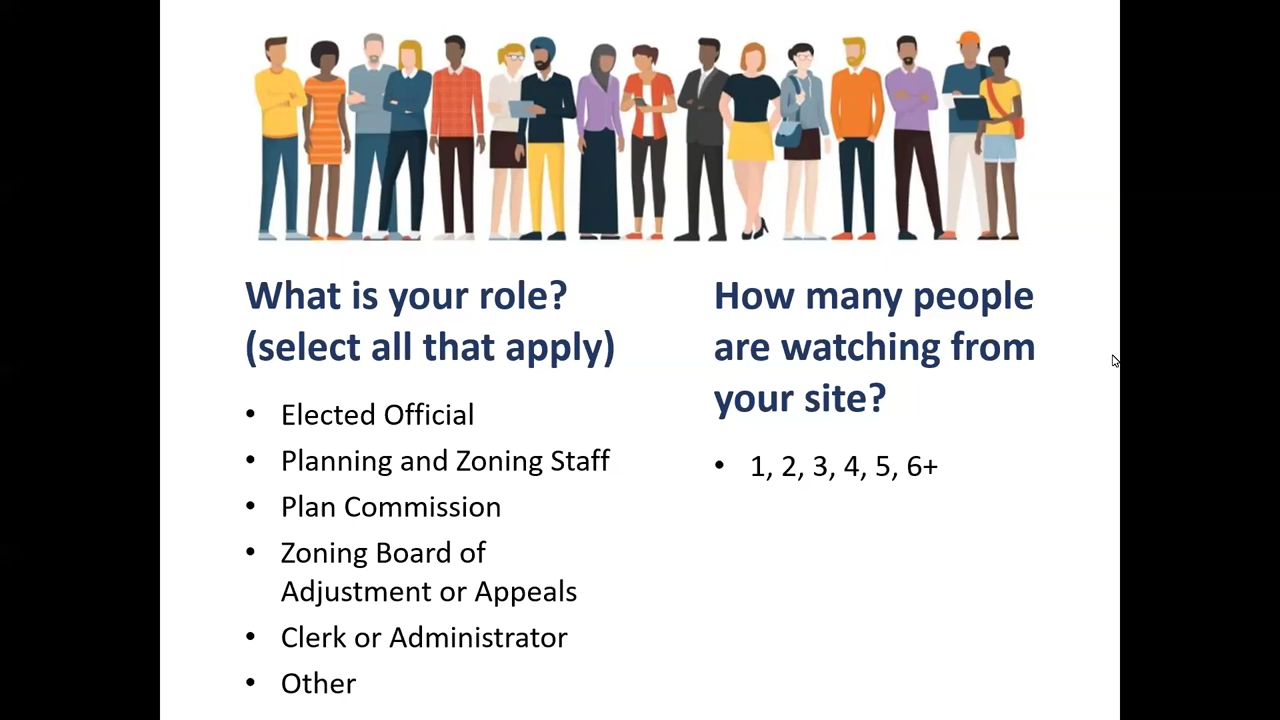 What is your role?
(select all that apply)
• Elected Official
• Planning and Zoning Staff
• Plan Commission
• Zoning Board of
Adjustment or Appeals
• Clerk or Administrator
• Other
How many people
are watching from
your site?
• 1, 2, 3, 4, 5, 6+